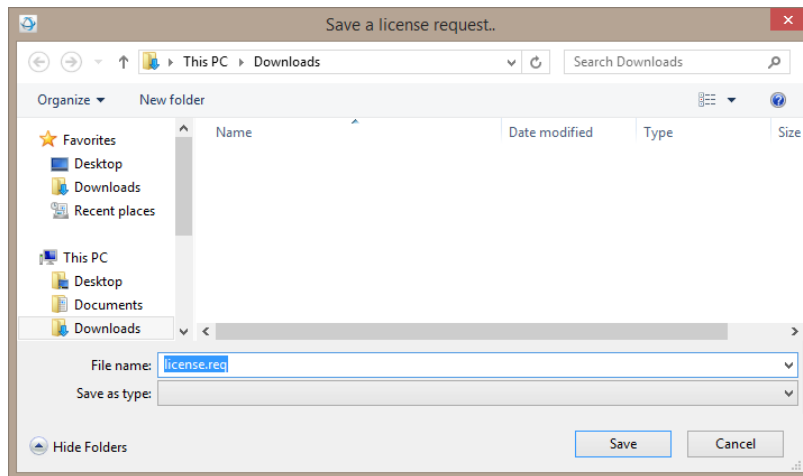 Save a license request..
This PC Downloads
Search Downloads
Organize
New folder
Name
Date modified
Type
Size
Favorites
Desktop
Downloads
Recent places
This PC
Desktop
Documents
Downloads
File name: license.req
Save as type:
Hide Folders
Save
Cancel